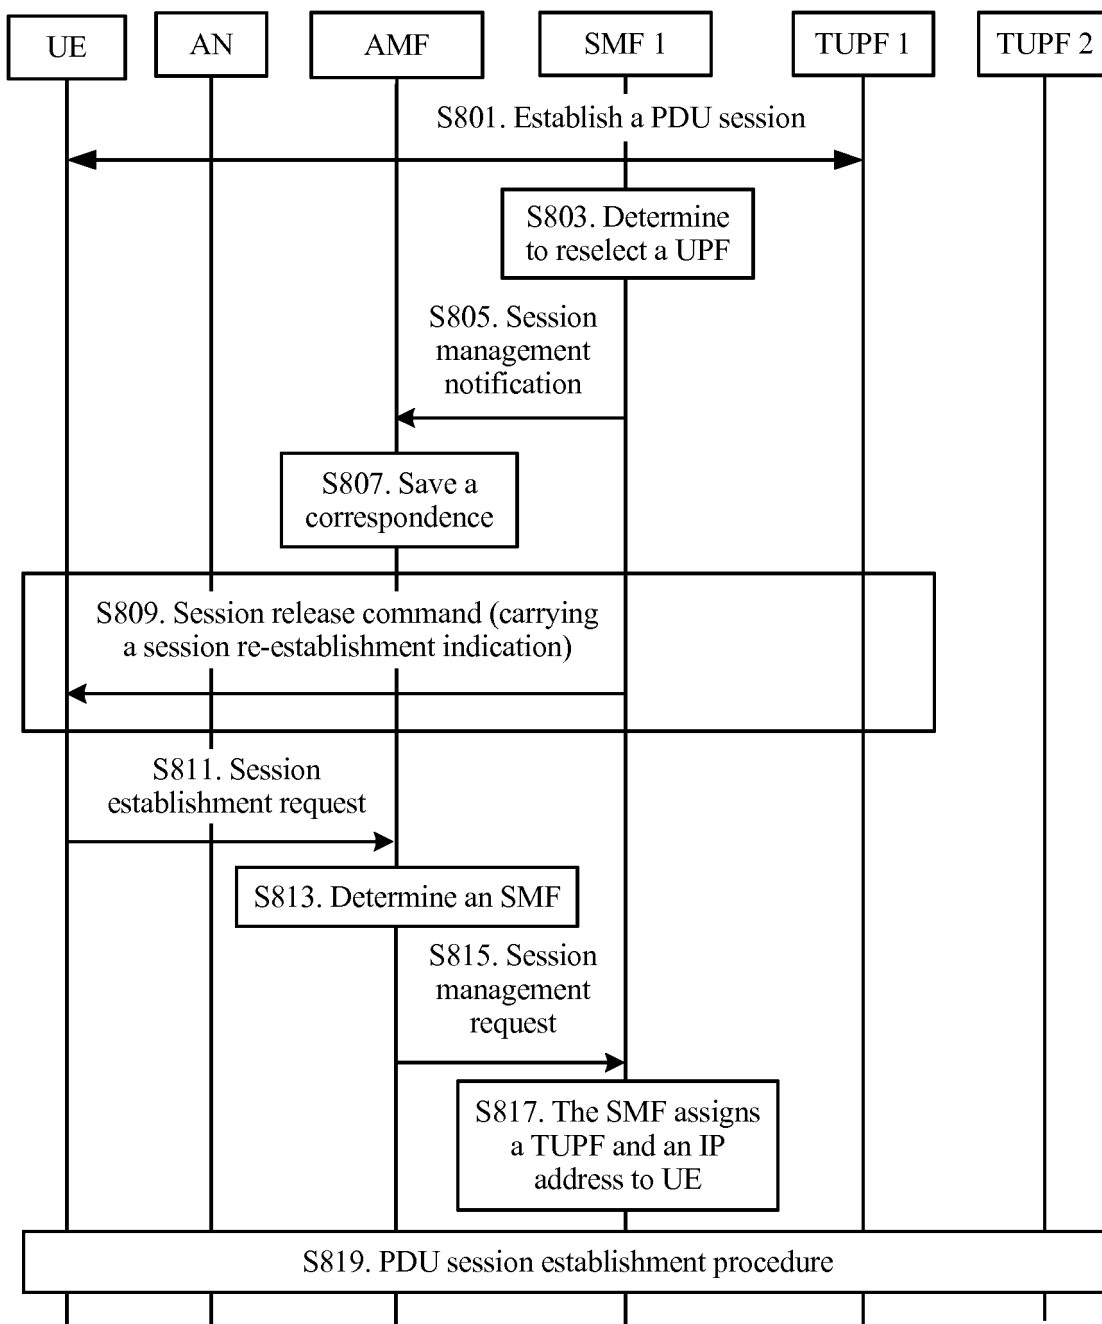 UE
AN
AMF
SMF 1
TUPF 1
TUPF 2
S801. Establish a PDU session
S803. Determine
to reselect a UPF
S805. Session
management
notification
S807. Save a
correspondence
S809. Session release command (carrying
a session re-establishment indication)
S811. Session
establishment request
S813. Determine an SMF
S815. Session
management
request
S817. The SMF assigns
a TUPF and an IP
address to UE
S819. PDU session establishment procedure